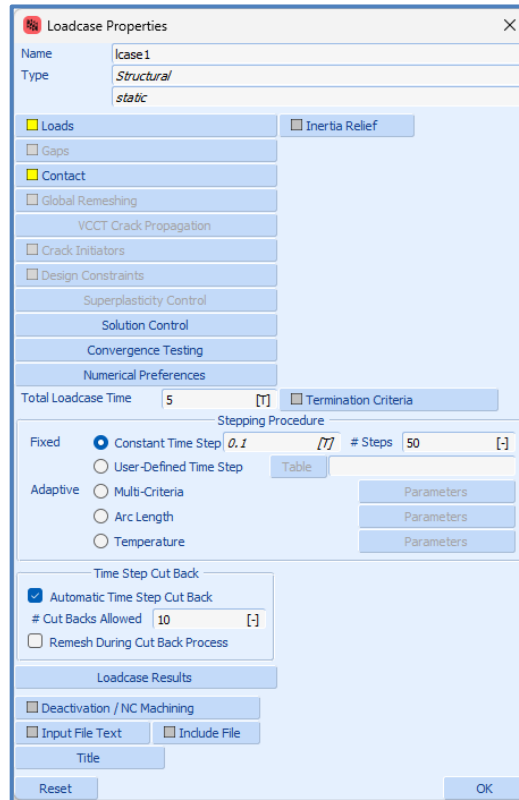 Loadcase Properties
Name lcase1
Type Structural
static
Loads Inertia Relief
Gaps
Contact
Global Remeshing
VCCT Crack Propagation
Crack Initiators
Design Constraints
Superplasticity Control
Solution Control
Convergence Testing
Numerical Preferences
Total Loadcase Time 5 [T] Termination Criteria
Stepping Procedure
Fixed Constant Time Step 0.1 [T] # Steps 50 [-]
User-Defined Time Step Table
Adaptive Multi-Criteria Parameters
Arc Length Parameters
Temperature Parameters
Time Step Cut Back
Automatic Time Step Cut Back
# Cut Backs Allowed 10 [-]
Remesh During Cut Back Process
Loadcase Results
Deactivation / NC Machining
Input File Text Include File
Title
Reset OK